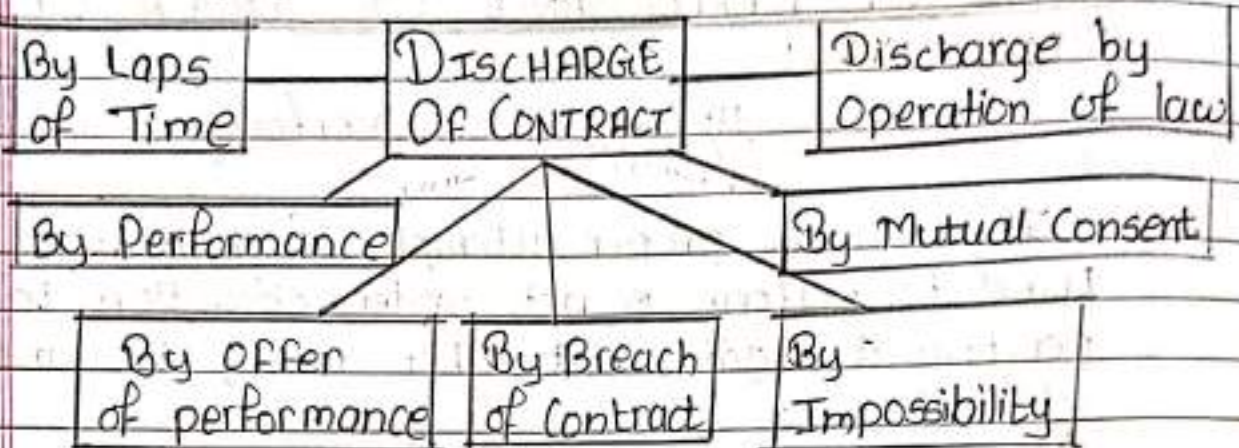 By Laps
of Time
DISCHARGE
OF CONTRACT
Discharge by
Operation of law
By Performance
By Mutual Consent
By Offer
of performance
By Breach
of Contract
By
Impossibility